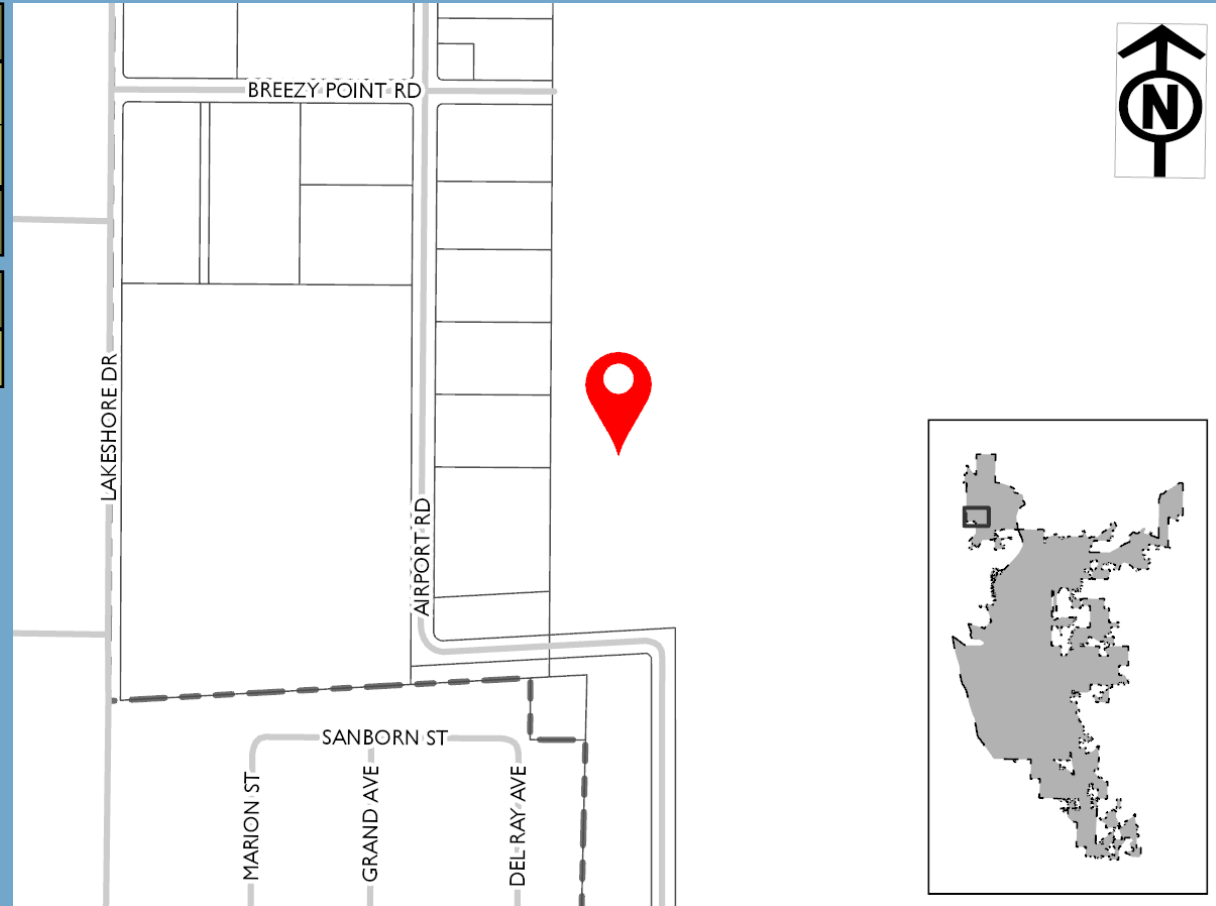 BREEZY POINT RD
N
LAKESHORE DR
AIRPORT RD
SANBORN ST
MARION ST
GRAND AVE
DEL RAY AVE